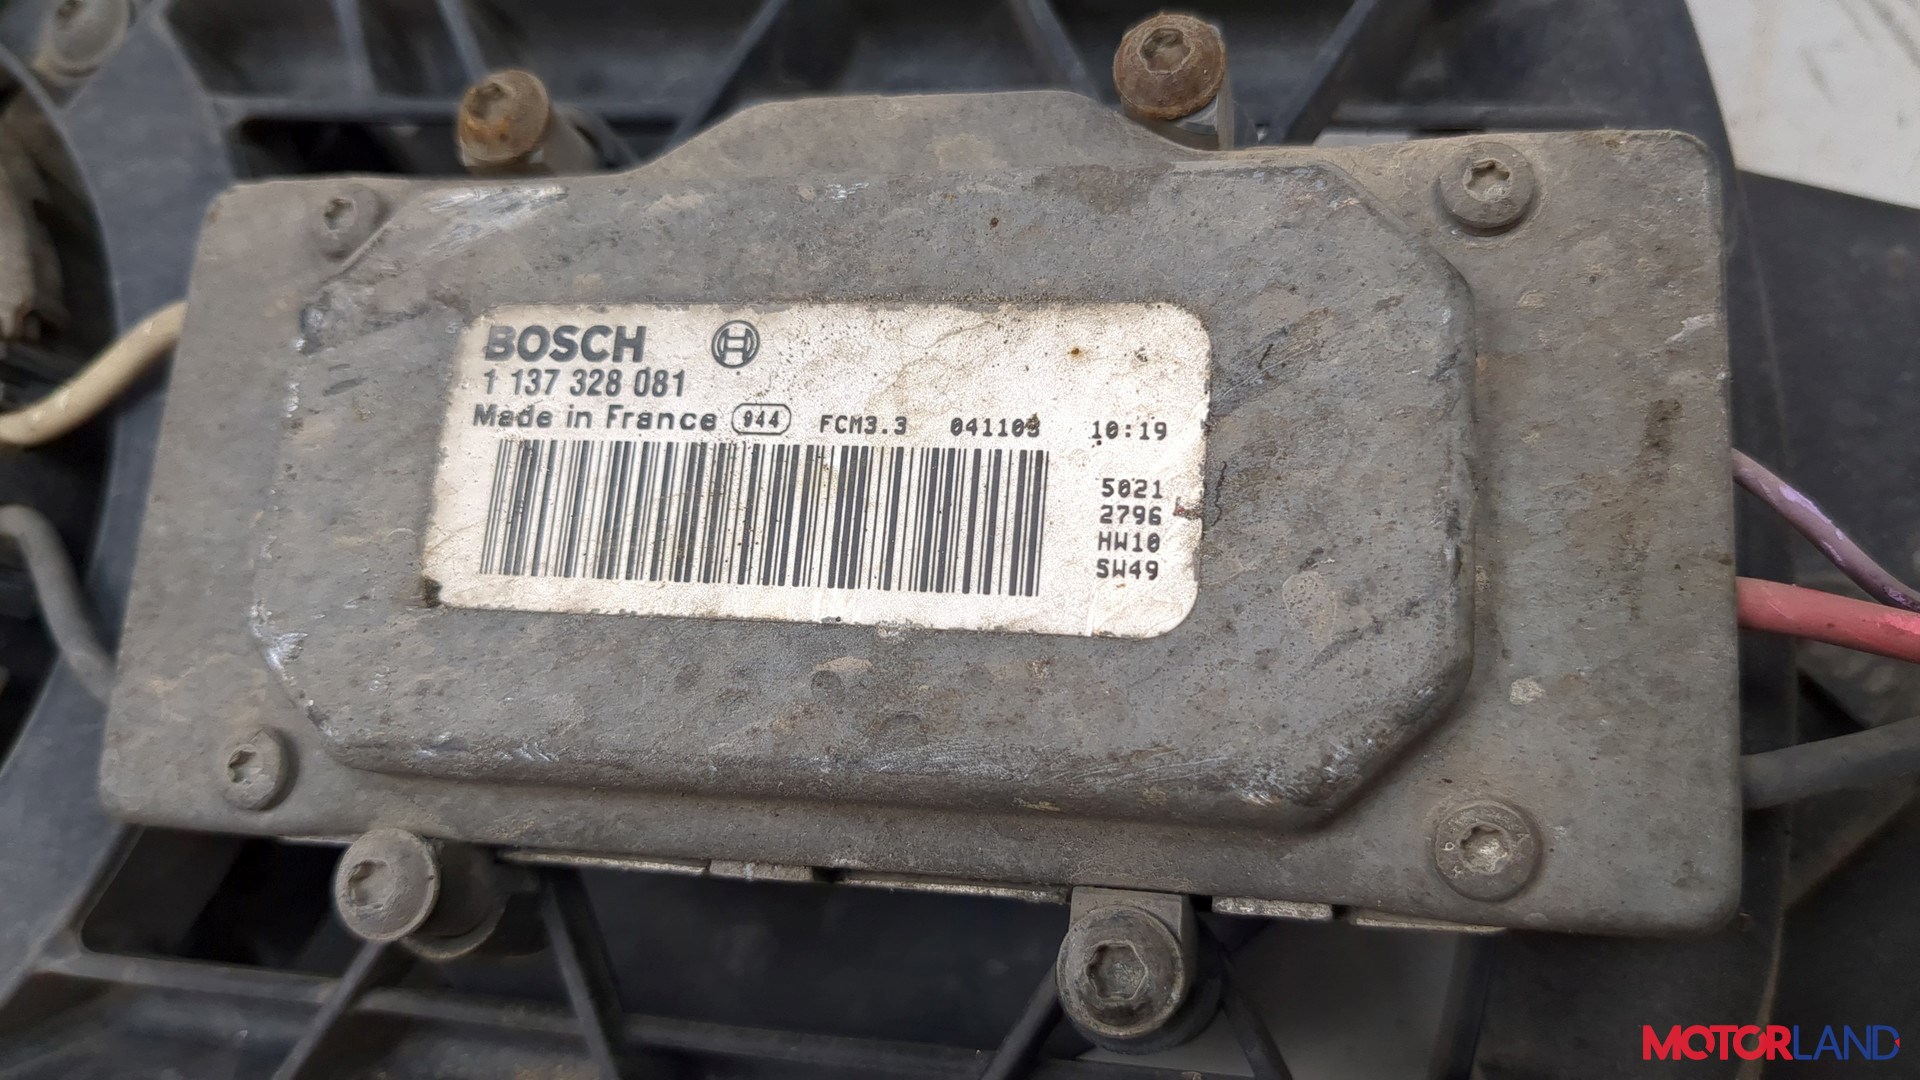 BOSCH
1 137 328 081
Made in France 944 FCM3.3 041103 10:19
5021
2796
HW10
SW49
MOTORLAND